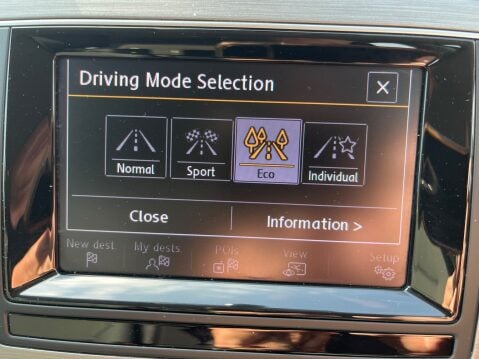 Driving Mode Selection
Normal Sport Eco Individual
Close Information >
New dest. My dests POIs View Setup